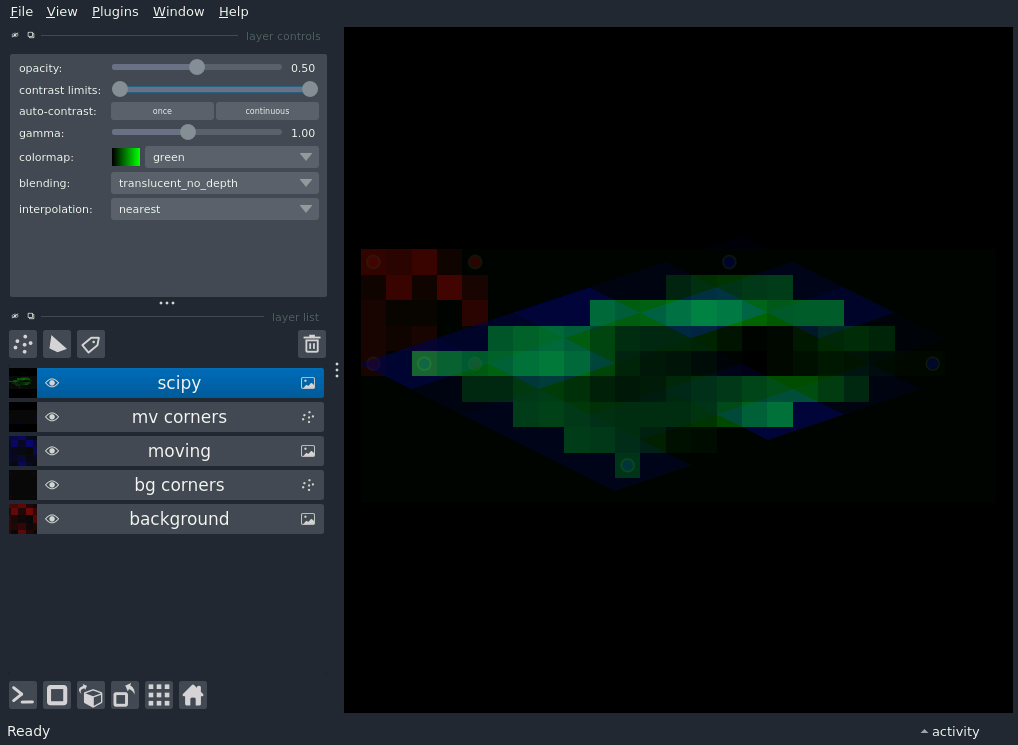 File View Plugins Window Help
layer controls
opacity: 0.50
contrast limits:
auto-contrast: once continuous
gamma: 1.00
colormap: green
blending: translucent_no_depth
interpolation: nearest
layer list
scipy
mv corners
moving
bg corners
background
Ready activity